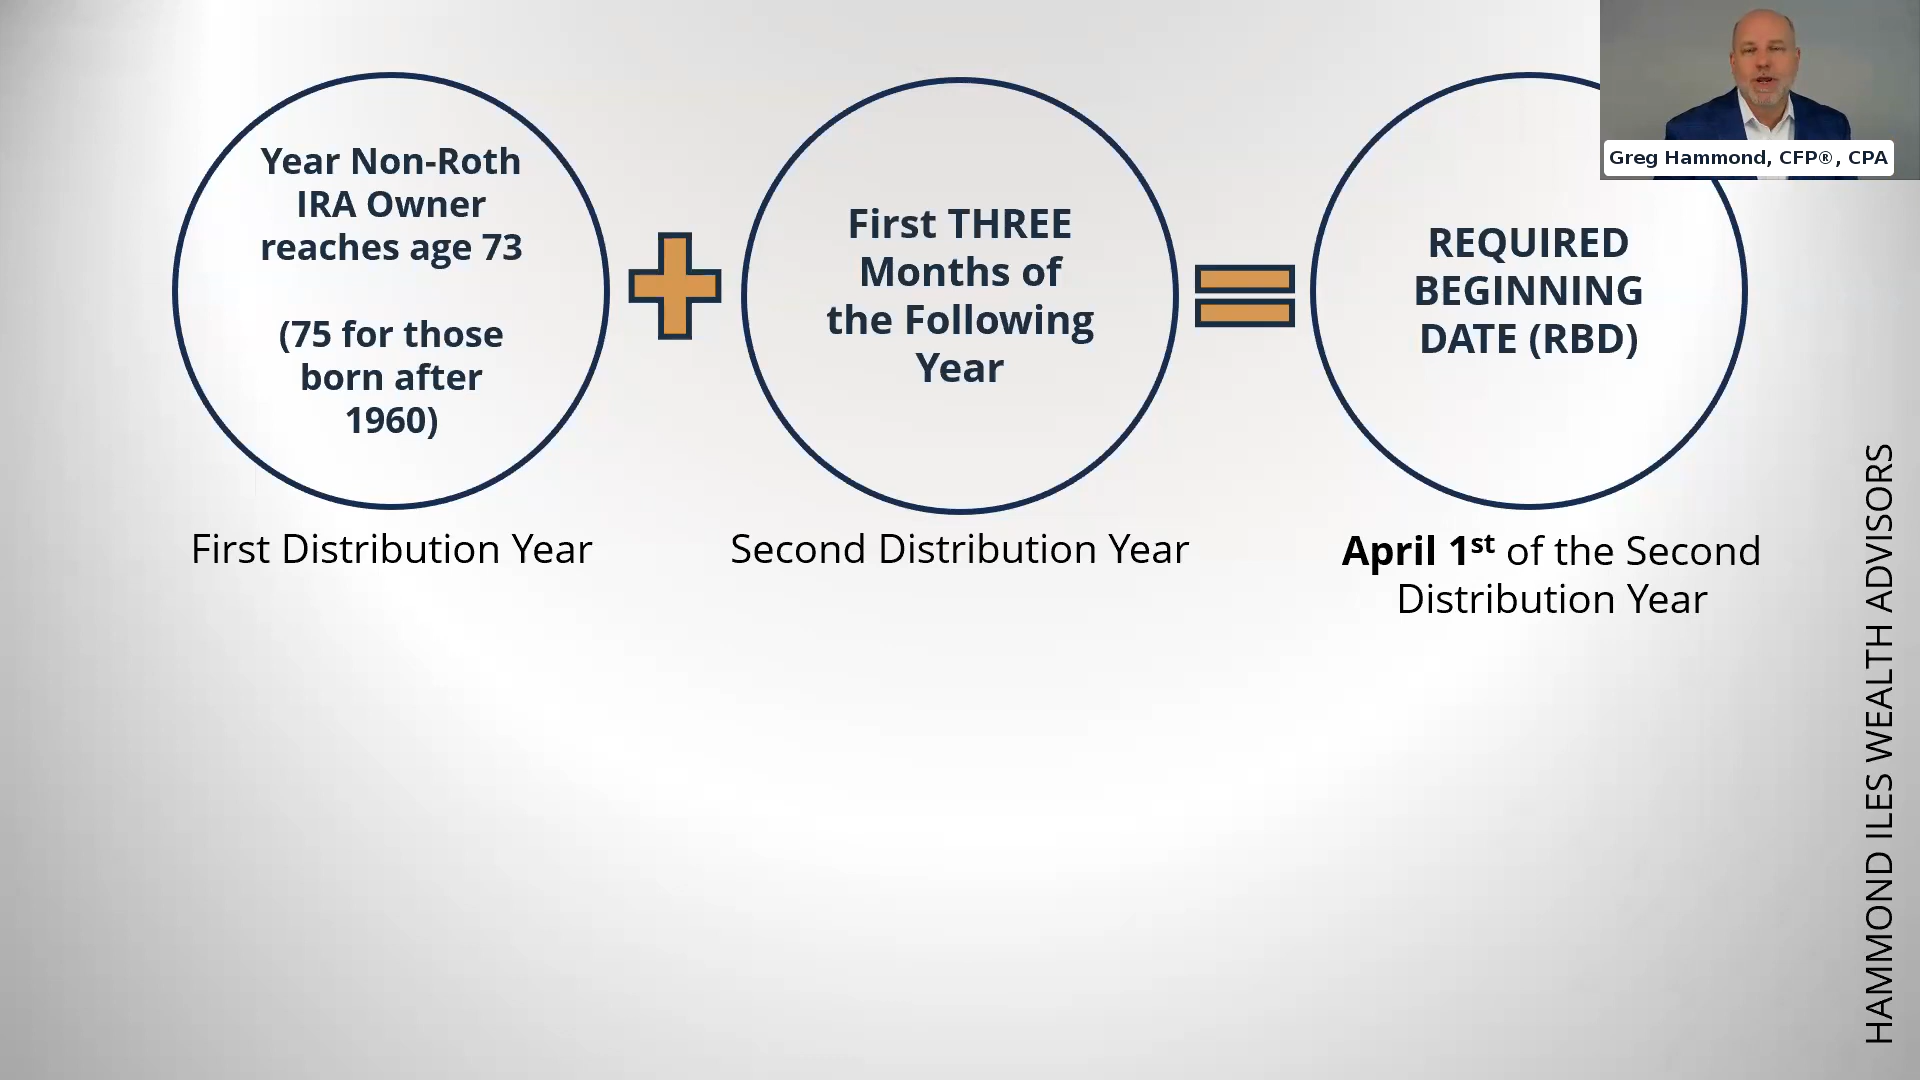 Year Non-Roth
IRA Owner
reaches age 73
(75 for those
born after
1960)
First Distribution Year
First THREE
Months of
the Following
Year
Second Distribution Year
REQUIRED
BEGINNING
DATE (RBD)
April 1st of the Second
Distribution Year
Greg Hammond, CFP®, CPA
HAMMOND ILES WEALTH ADVISORS